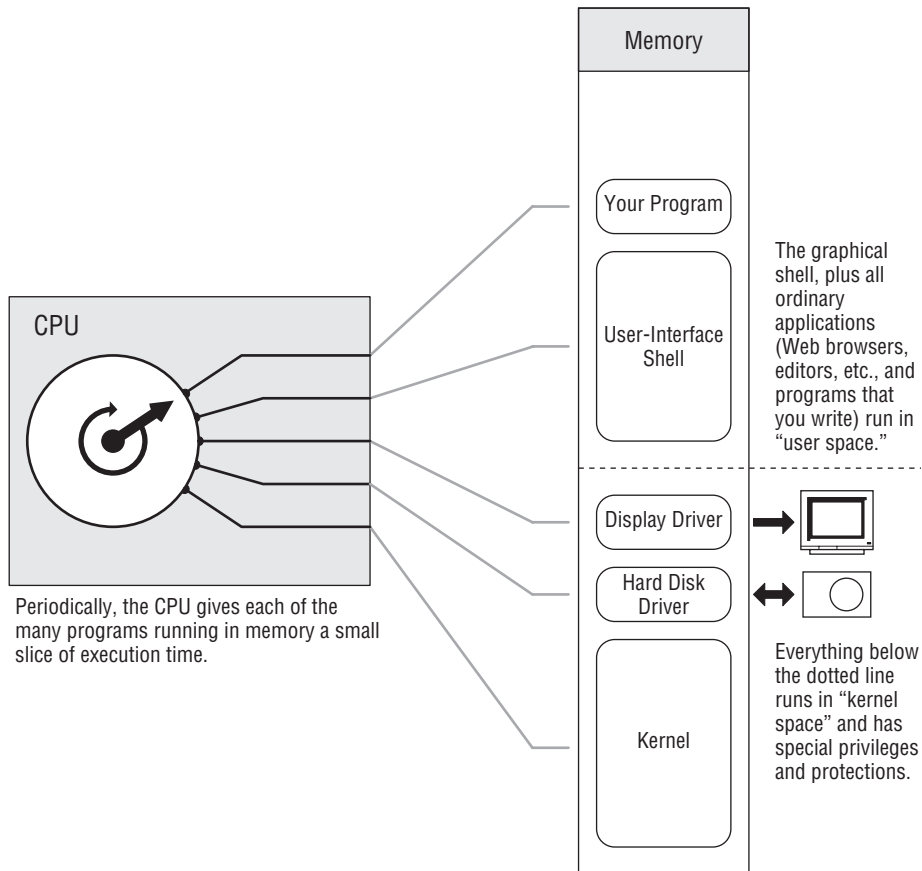 Memory
Your Program
User-Interface
Shell
The graphical
shell, plus all
ordinary
applications
(Web browsers,
editors, etc., and
programs that
you write) run in
“user space.”
CPU
Periodically, the CPU gives each of the
many programs running in memory a small
slice of execution time.
Display Driver
Hard Disk
Driver
Kernel
Everything below
the dotted line
runs in “kernel
space” and has
special privileges
and protections.